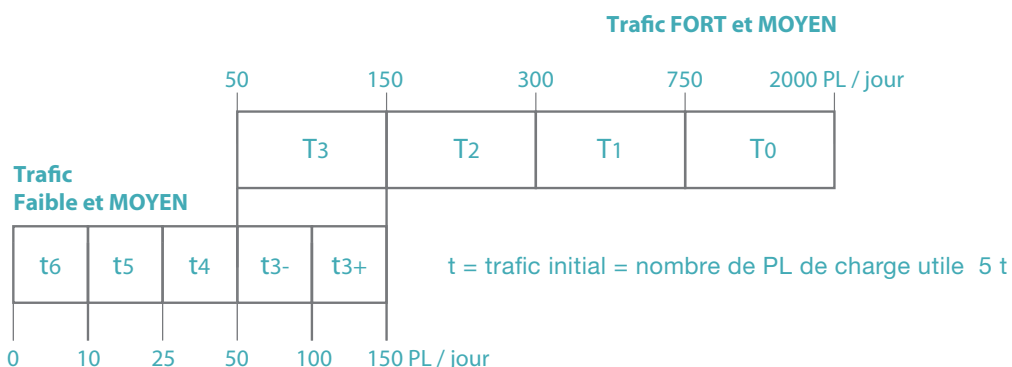 Trafic FORT et MOYEN
50 150 300 750 2000 PL / jour
T3 T2 T1 T0
Trafic
Faible et MOYEN
t6 t5 t4 t3- t3+ t = trafic initial = nombre de PL de charge utile 5 t
0 10 25 50 100 150 PL / jour